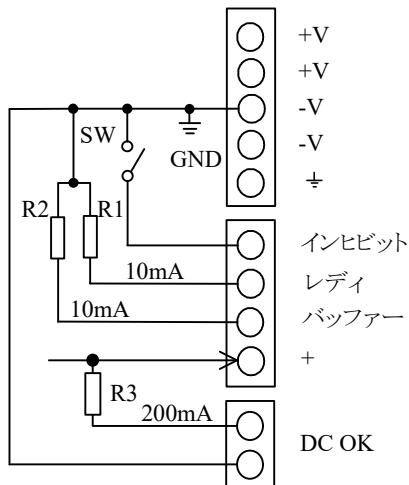 +V
+V
-V
SW
GND
-V
⏚
R2
R1
インヒビット
10mA
レディ
10mA
バッファー
+
R3
200mA
DC OK